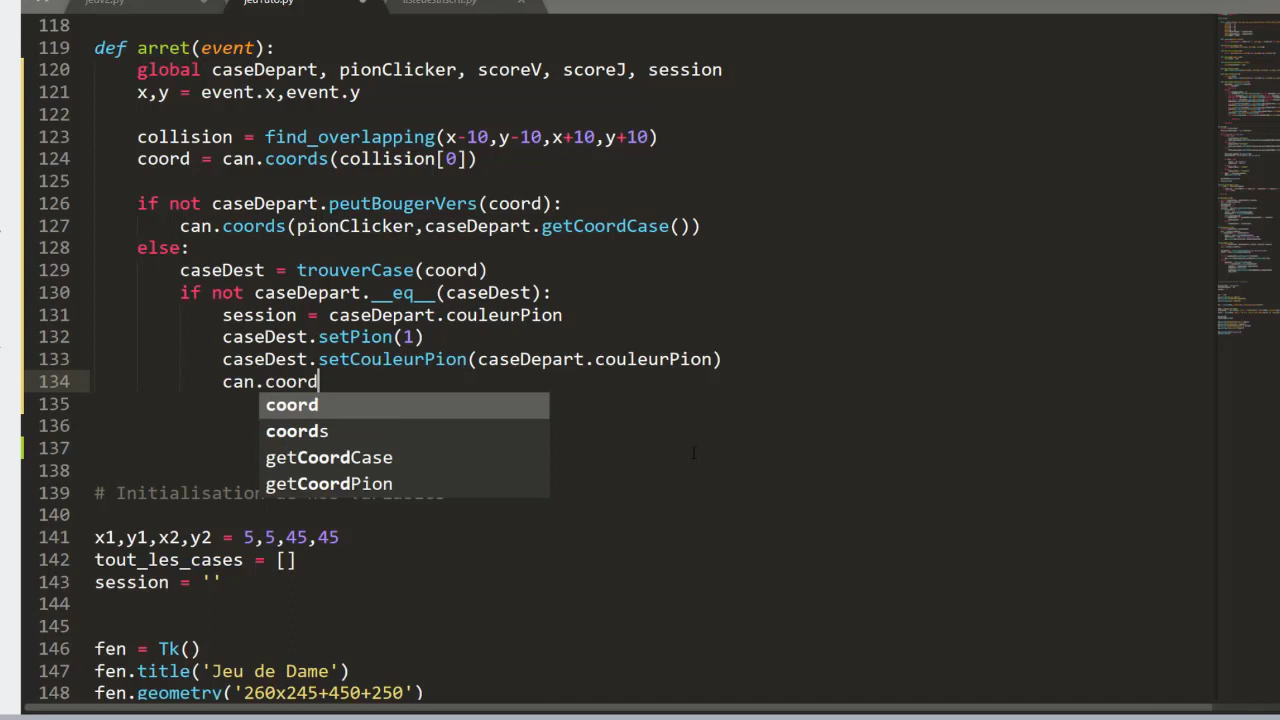 118
119 def arret(event):
120 global caseDepart, pionClicker, scoreV, scoreJ, session
121 x,y = event.x,event.y
122
123 collision = find_overlapping(x-10,y-10,x+10,y+10)
124 coord = can.coords(collision[0])
125
126 if not caseDepart.peutBougerVers(coord):
127 can.coords(pionClicker,caseDepart.getCoordCase())
128 else:
129 caseDest = trouverCase(coord)
130 if not caseDepart.__eq__(caseDest):
131 session = caseDepart.couleurPion
132 caseDest.setPion(1)
133 caseDest.setCouleurPion(caseDepart.couleurPion)
134 can.coord
135 coord
136 coords
137 getCoordCase
138 getCoordPion
139 # Initialisation
140
141 x1,y1,x2,y2 = 5,5,45,45
142 tout_les_cases = []
143 session = ''
144
145
146 fen = Tk()
147 fen.title('Jeu de Dame')
148 fen.geometry('260x245+450+250')